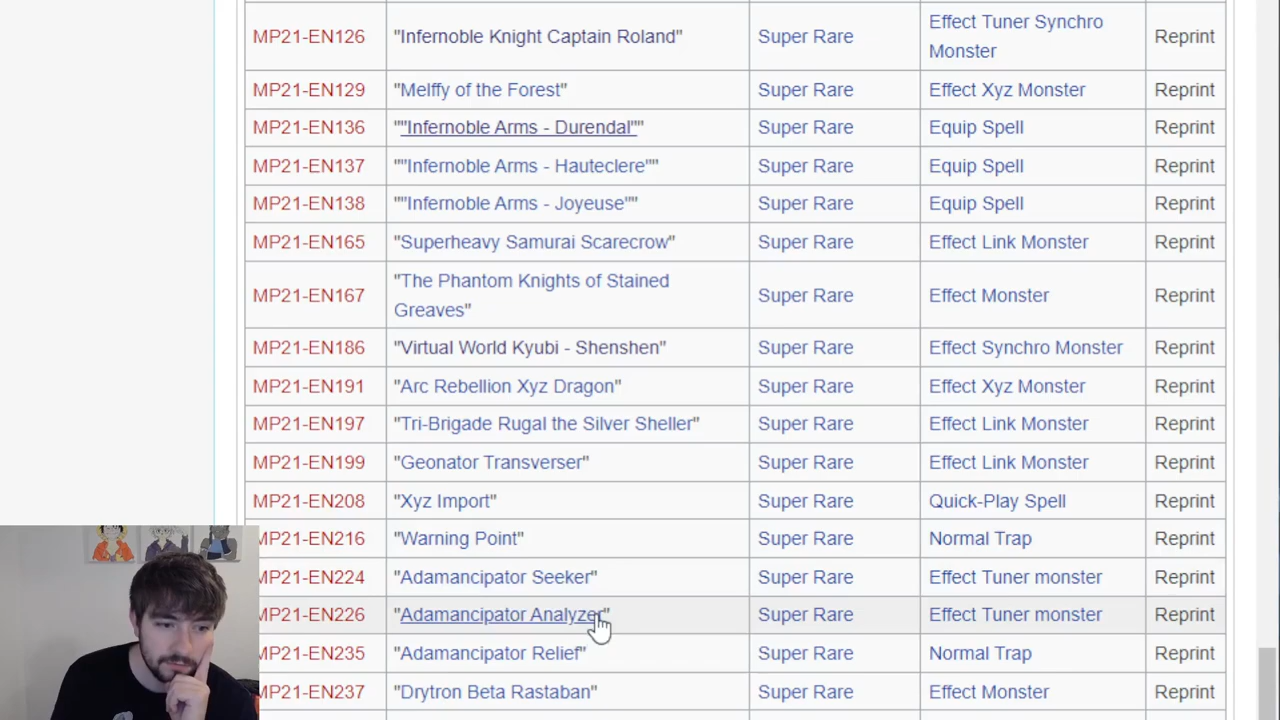 MP21-EN126 "Infernoble Knight Captain Roland" Super Rare Effect Tuner Synchro Monster Reprint
MP21-EN129 "Melffy of the Forest" Super Rare Effect Xyz Monster Reprint
MP21-EN136 ""Infernoble Arms - Durendal"" Super Rare Equip Spell Reprint
MP21-EN137 ""Infernoble Arms - Hauteclere"" Super Rare Equip Spell Reprint
MP21-EN138 ""Infernoble Arms - Joyeuse"" Super Rare Equip Spell Reprint
MP21-EN165 "Superheavy Samurai Scarecrow" Super Rare Effect Link Monster Reprint
MP21-EN167 "The Phantom Knights of Stained Greaves" Super Rare Effect Monster Reprint
MP21-EN186 "Virtual World Kyubi - Shenshen" Super Rare Effect Synchro Monster Reprint
MP21-EN191 "Arc Rebellion Xyz Dragon" Super Rare Effect Xyz Monster Reprint
MP21-EN197 "Tri-Brigade Rugal the Silver Sheller" Super Rare Effect Link Monster Reprint
MP21-EN199 "Geonator Transverser" Super Rare Effect Link Monster Reprint
MP21-EN208 "Xyz Import" Super Rare Quick-Play Spell Reprint
MP21-EN216 "Warning Point" Super Rare Normal Trap Reprint
MP21-EN224 "Adamancipator Seeker" Super Rare Effect Tuner monster Reprint
MP21-EN226 "Adamancipator Analyzer" Super Rare Effect Tuner monster Reprint
MP21-EN235 "Adamancipator Relief" Super Rare Normal Trap Reprint
MP21-EN237 "Drytron Beta Rastaban" Super Rare Effect Monster Reprint